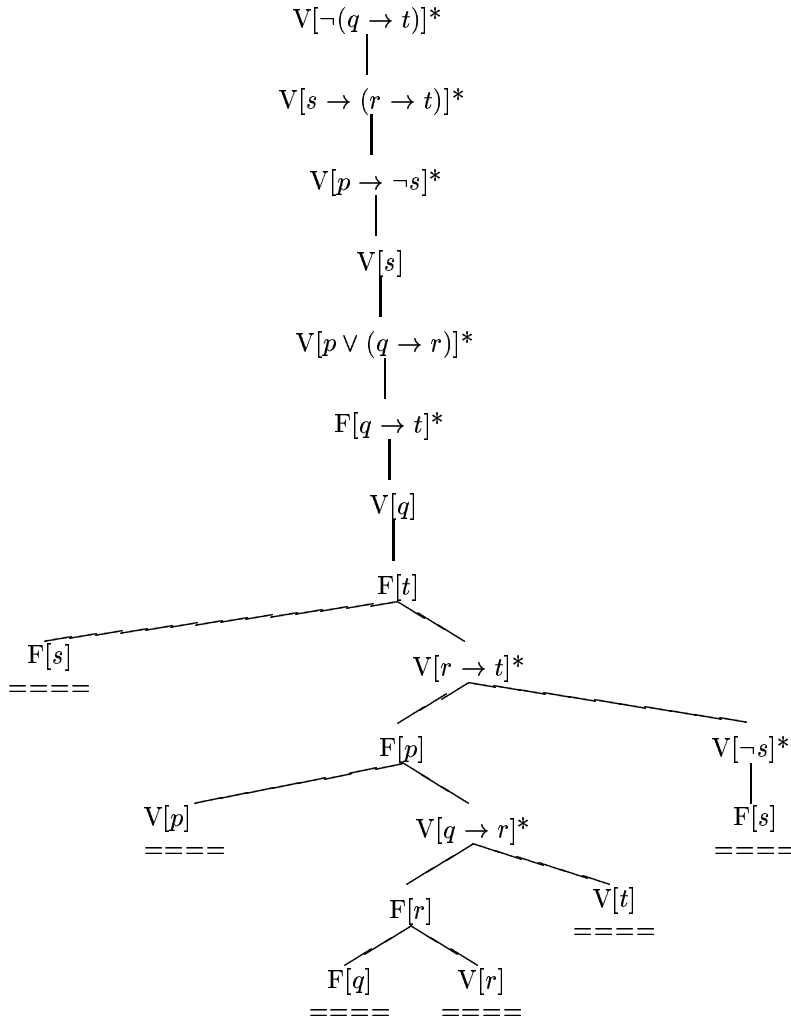 V[¬(q → t)]*
V[s → (r → t)]*
V[p → ¬s]*
V[s]
V[p ∨ (q → r)]*
F[q → t]*
V[q]
F[t]
F[s]
====
V[r → t]*
F[p]
V[¬s]*
V[p]
====
V[q → r]*
F[s]
====
F[r]
V[t]
====
F[q]
====
V[r]
====